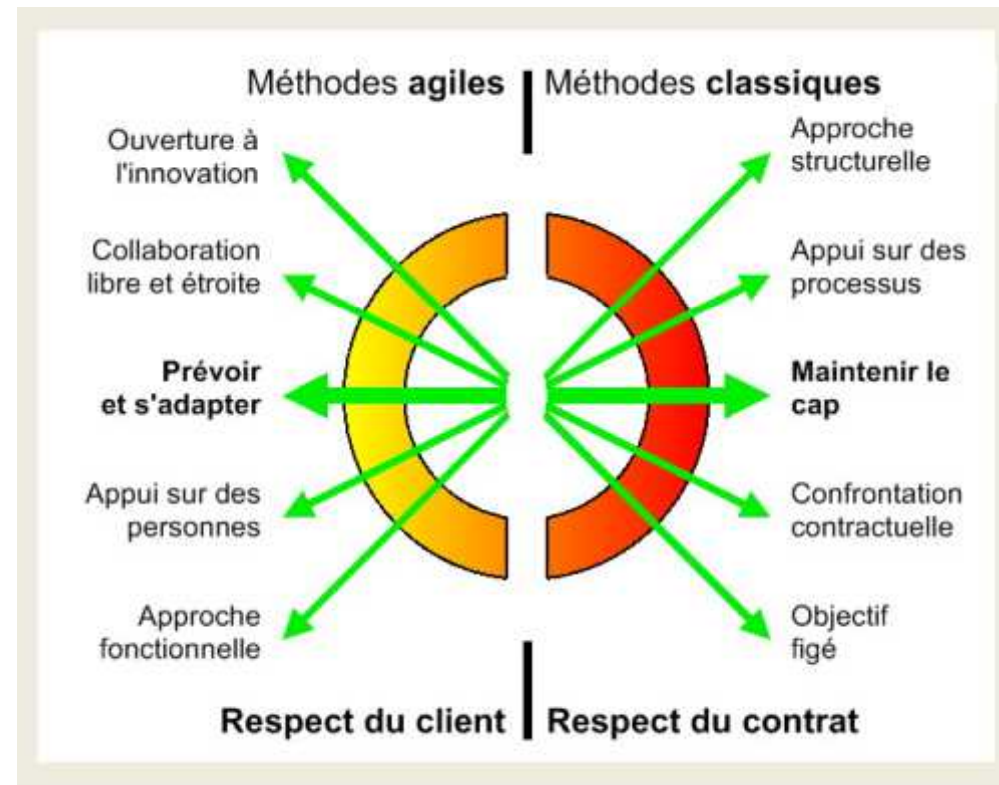 Méthodes agiles
Méthodes classiques
Ouverture à
l'innovation
Collaboration
libre et étroite
Prévoir
et s'adapter
Appui sur des
personnes
Approche
fonctionnelle
Approche
structurelle
Appui sur des
processus
Maintenir le
cap
Confrontation
contractuelle
Objectif
figé
Respect du client
Respect du contrat